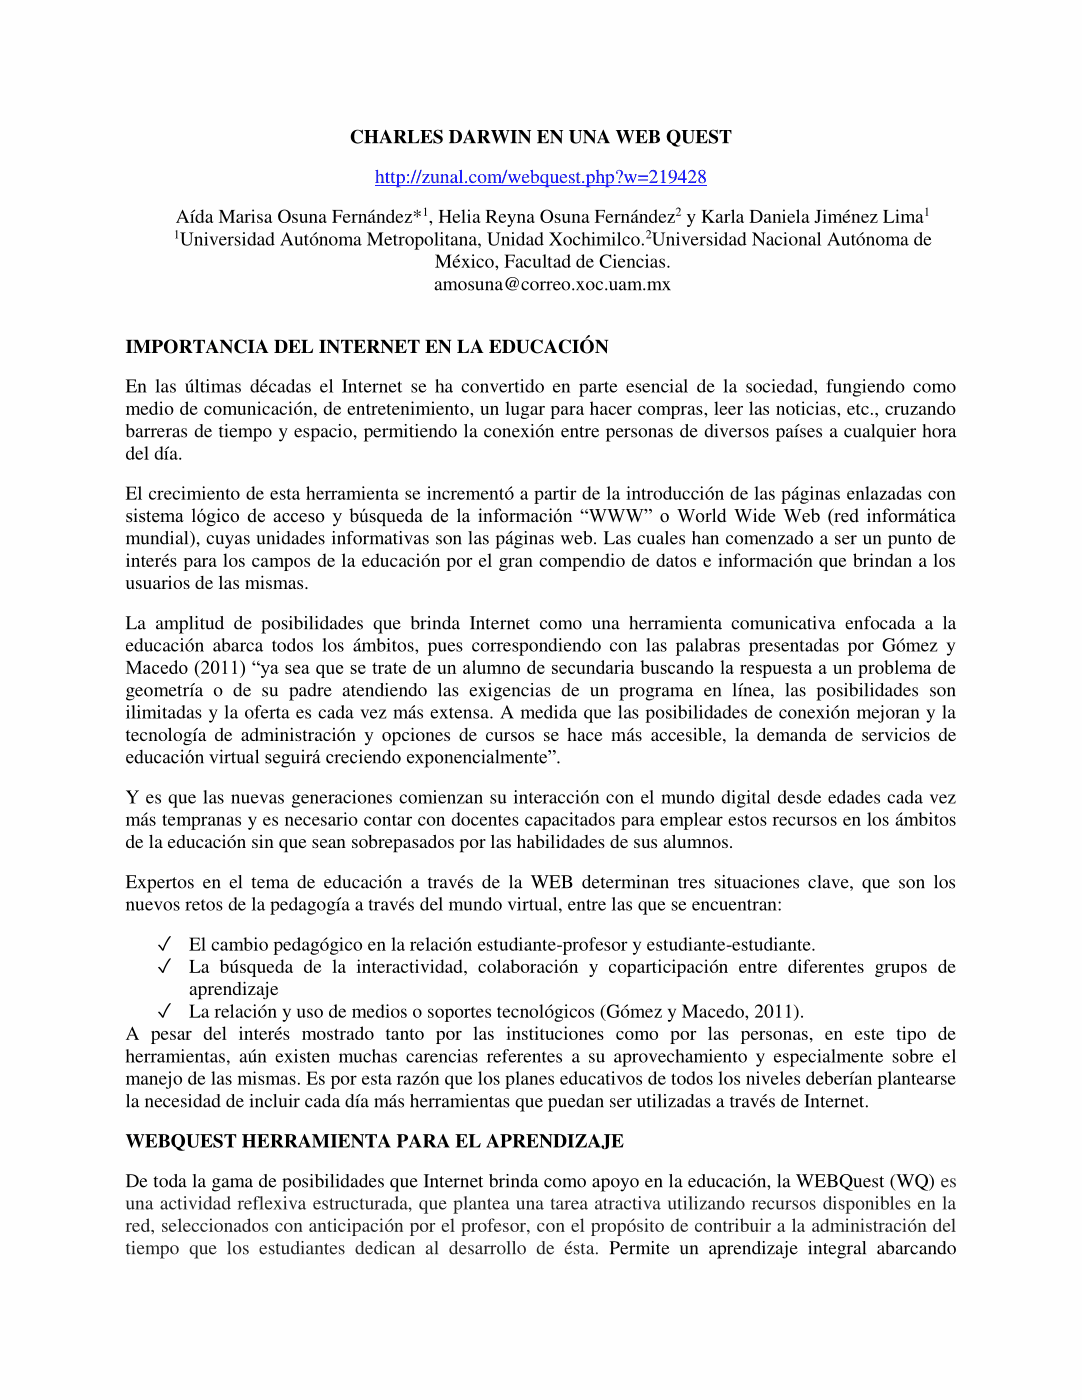 CHARLES DARWIN EN UNA WEB QUEST
http://zunal.com/webquest.php?w=219428
Aída Marisa Osuna Fernández*¹, Helia Reyna Osuna Fernández² y Karla Daniela Jiménez Lima¹
¹Universidad Autónoma Metropolitana, Unidad Xochimilco.²Universidad Nacional Autónoma de
México, Facultad de Ciencias.
amosuna@correo.xoc.uam.mx
IMPORTANCIA DEL INTERNET EN LA EDUCACIÓN
En las últimas décadas el Internet se ha convertido en parte esencial de la sociedad, fungiendo como
medio de comunicación, de entretenimiento, un lugar para hacer compras, leer las noticias, etc., cruzando
barreras de tiempo y espacio, permitiendo la conexión entre personas de diversos países a cualquier hora
del día.
El crecimiento de esta herramienta se incrementó a partir de la introducción de las páginas enlazadas con
sistema lógico de acceso y búsqueda de la información “WWW” o World Wide Web (red informática
mundial), cuyas unidades informativas son las páginas web. Las cuales han comenzado a ser un punto de
interés para los campos de la educación por el gran compendio de datos e información que brindan a los
usuarios de las mismas.
La amplitud de posibilidades que brinda Internet como una herramienta comunicativa enfocada a la
educación abarca todos los ámbitos, pues correspondiendo con las palabras presentadas por Gómez y
Macedo (2011) “ya sea que se trate de un alumno de secundaria buscando la respuesta a un problema de
geometría o de su padre atendiendo las exigencias de un programa en línea, las posibilidades son
ilimitadas y la oferta es cada vez más extensa. A medida que las posibilidades de conexión mejoran y la
tecnología de administración y opciones de cursos se hace más accesible, la demanda de servicios de
educación virtual seguirá creciendo exponencialmente”.
Y es que las nuevas generaciones comienzan su interacción con el mundo digital desde edades cada vez
más tempranas y es necesario contar con docentes capacitados para emplear estos recursos en los ámbitos
de la educación sin que sean sobrepasados por las habilidades de sus alumnos.
Expertos en el tema de educación a través de la WEB determinan tres situaciones clave, que son los
nuevos retos de la pedagogía a través del mundo virtual, entre las que se encuentran:
✓ El cambio pedagógico en la relación estudiante-profesor y estudiante-estudiante.
✓ La búsqueda de la interactividad, colaboración y coparticipación entre diferentes grupos de
aprendizaje
✓ La relación y uso de medios o soportes tecnológicos (Gómez y Macedo, 2011).
A pesar del interés mostrado tanto por las instituciones como por las personas, en este tipo de
herramientas, aún existen muchas carencias referentes a su aprovechamiento y especialmente sobre el
manejo de las mismas. Es por esta razón que los planes educativos de todos los niveles deberían plantearse
la necesidad de incluir cada día más herramientas que puedan ser utilizadas a través de Internet.
WEBQUEST HERRAMIENTA PARA EL APRENDIZAJE
De toda la gama de posibilidades que Internet brinda como apoyo en la educación, la WEBQuest (WQ) es
una actividad reflexiva estructurada, que plantea una tarea atractiva utilizando recursos disponibles en la
red, seleccionados con anticipación por el profesor, con el propósito de contribuir a la administración del
tiempo que los estudiantes dedican al desarrollo de ésta. Permite un aprendizaje integral abarcando